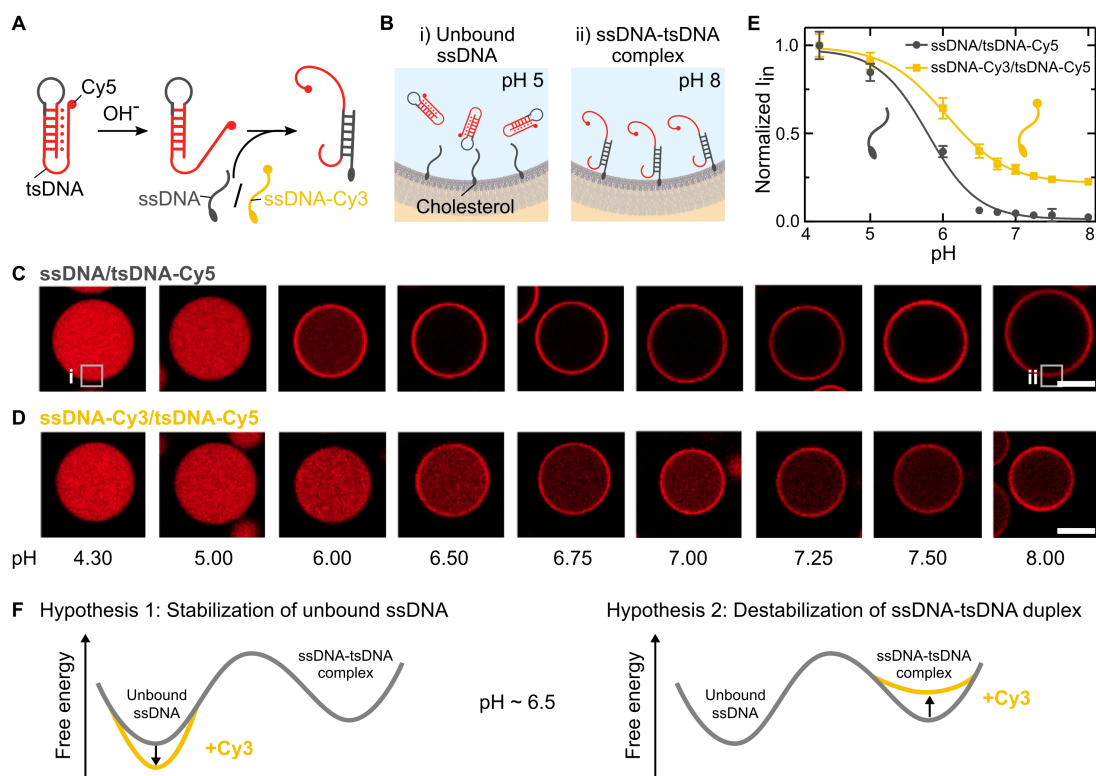 A
Cy5
OH⁻
tsDNA
ssDNA
/
ssDNA-Cy3
B
i) Unbound
ssDNA
ii) ssDNA-tsDNA
complex
pH 5
pH 8
Cholesterol
E
Normalized Iin
1.0
0.5
0.0
ssDNA/tsDNA-Cy5
ssDNA-Cy3/tsDNA-Cy5
4 5 6 7 8
pH
C ssDNA/tsDNA-Cy5
i
ii
D ssDNA-Cy3/tsDNA-Cy5
pH 4.30 5.00 6.00 6.50 6.75 7.00 7.25 7.50 8.00
F Hypothesis 1: Stabilization of unbound ssDNA
Free energy
Unbound
ssDNA
ssDNA-tsDNA
complex
+Cy3
pH ~ 6.5
Hypothesis 2: Destabilization of ssDNA-tsDNA duplex
Free energy
Unbound
ssDNA
ssDNA-tsDNA
complex
+Cy3